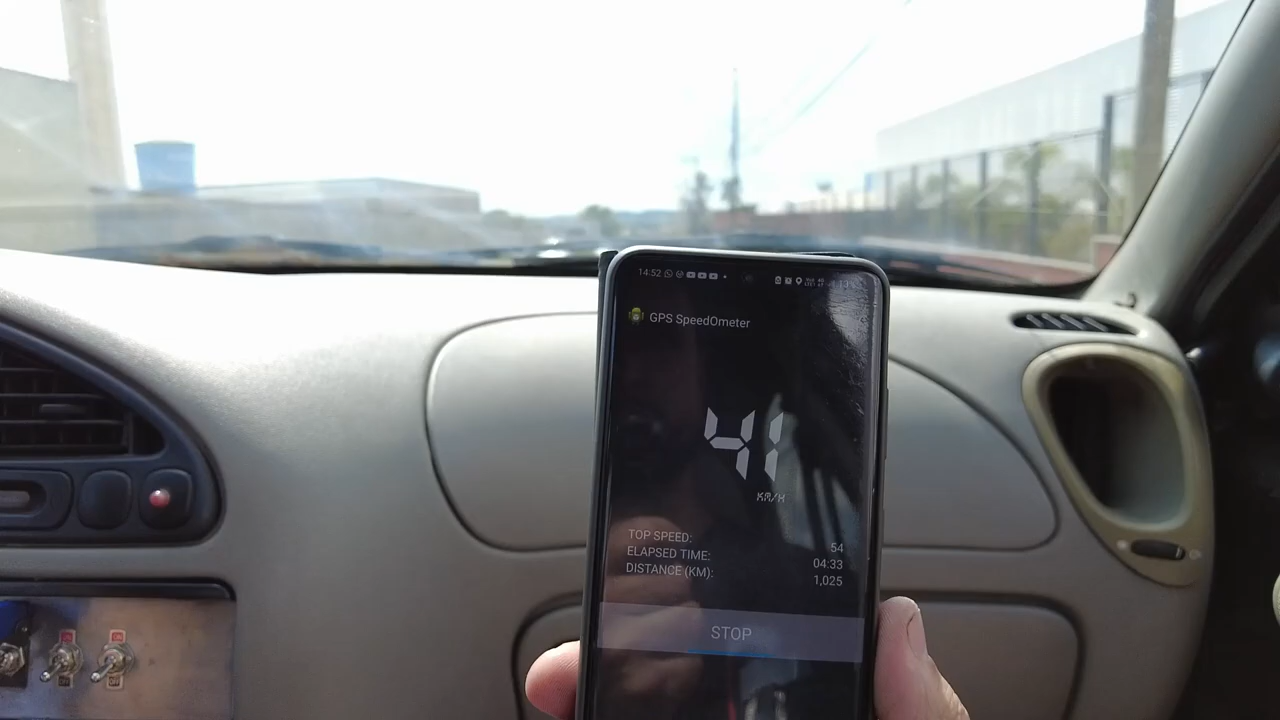 14:52
GPS SpeedOmeter
41
KM/H
TOP SPEED: 54
ELAPSED TIME: 04:33
DISTANCE (KM): 1,025
STOP